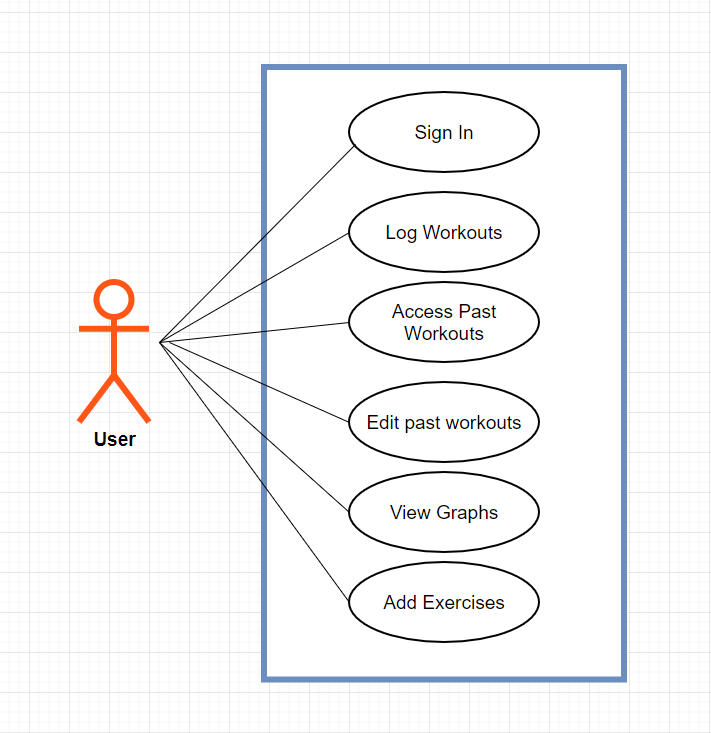 Sign In
Log Workouts
Access Past
Workouts
Edit past workouts
User
View Graphs
Add Exercises